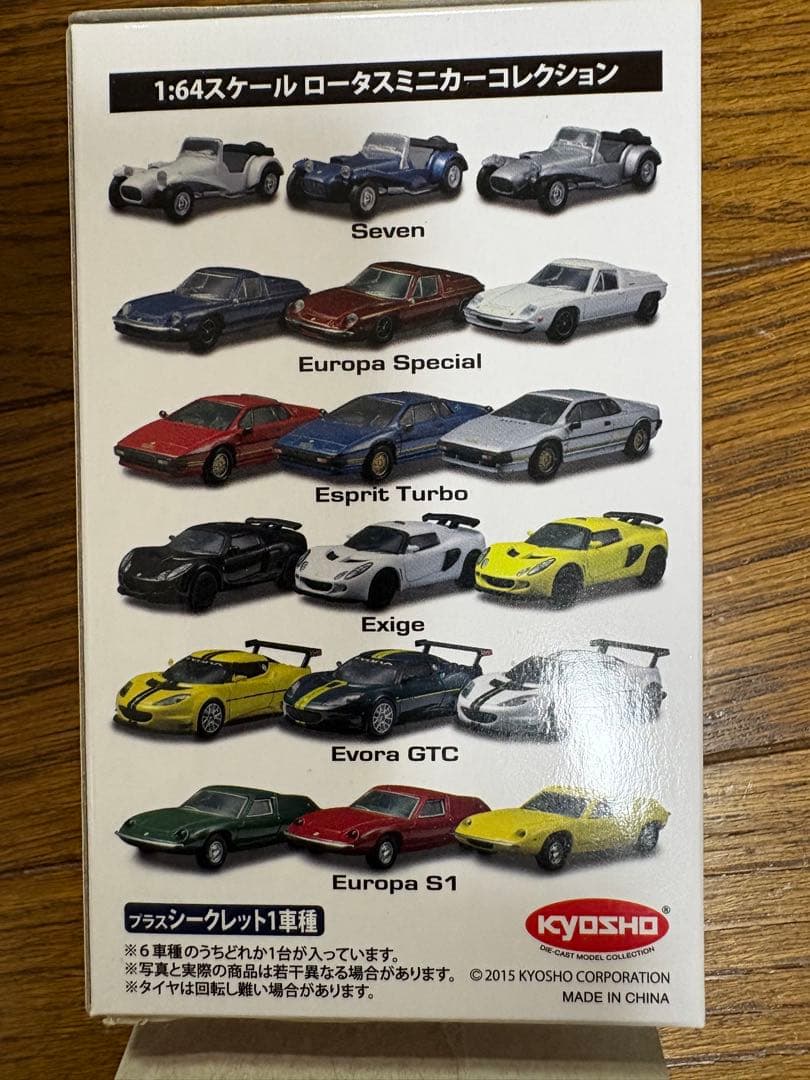 1:64スケール ロータスミニカーコレクション
Seven
Europa Special
Esprit Turbo
Exige
Evora GTC
Europa S1
プラスシークレット1車種
※6車種のうちどれか1台が入っています。
※写真と実際の商品は若干異なる場合があります。
※タイヤは回転し難い場合があります。
KYOSHO®
DIE-CAST MODEL COLLECTION
©2015 KYOSHO CORPORATION
MADE IN CHINA